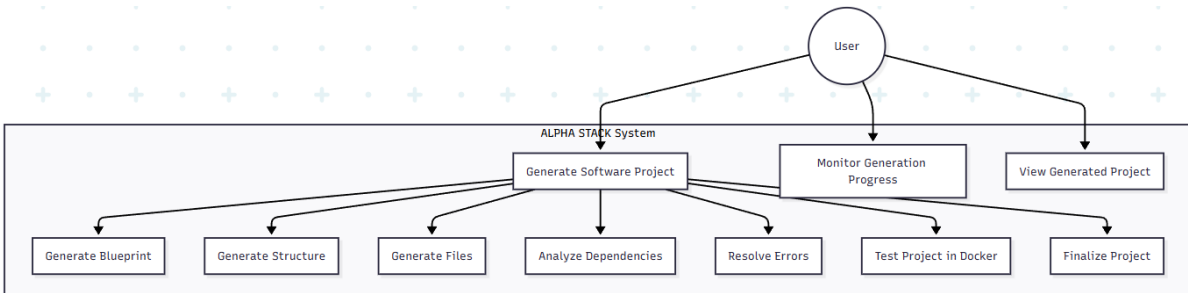 User
ALPHA STACK System
Generate Software Project
Monitor Generation
Progress
View Generated Project
Generate Blueprint
Generate Structure
Generate Files
Analyze Dependencies
Resolve Errors
Test Project in Docker
Finalize Project